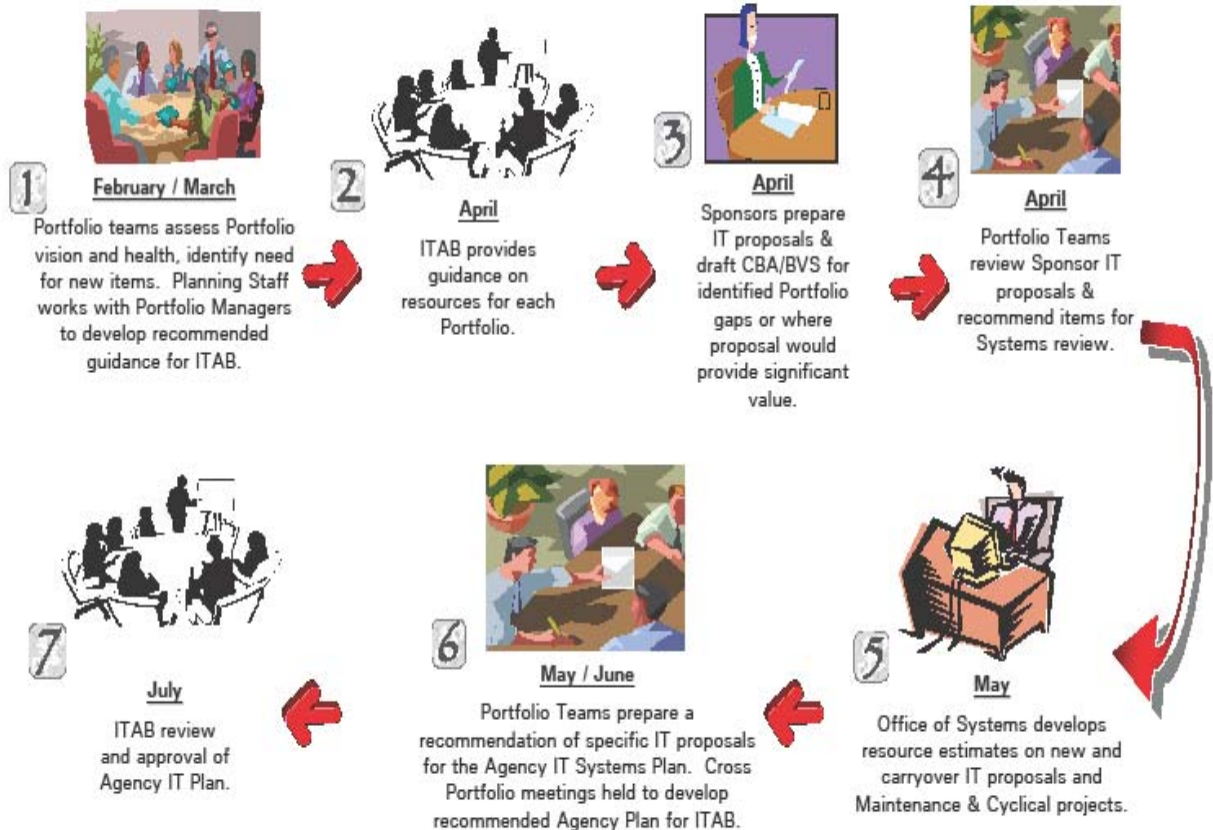 1
February / March
Portfolio teams assess Portfolio
vision and health, identify need
for new items.  Planning Staff
works with Portfolio Managers
to develop recommended
guidance for ITAB.
2
April
ITAB provides
guidance on
resources for each
Portfolio.
3
April
Sponsors prepare
IT proposals &
draft CBA/BVS for
identified Portfolio
gaps or where
proposal would
provide significant
value.
4
April
Portfolio Teams
review Sponsor IT
proposals &
recommend items for
Systems review.
5
May
Office of Systems develops
resource estimates on new and
carryover IT proposals and
Maintenance & Cyclical projects.
6
May / June
Portfolio Teams prepare a
recommendation of specific IT proposals
for the Agency IT Systems Plan.  Cross
Portfolio meetings held to develop
recommended Agency Plan for ITAB.
7
July
ITAB review
and approval of
Agency IT Plan.